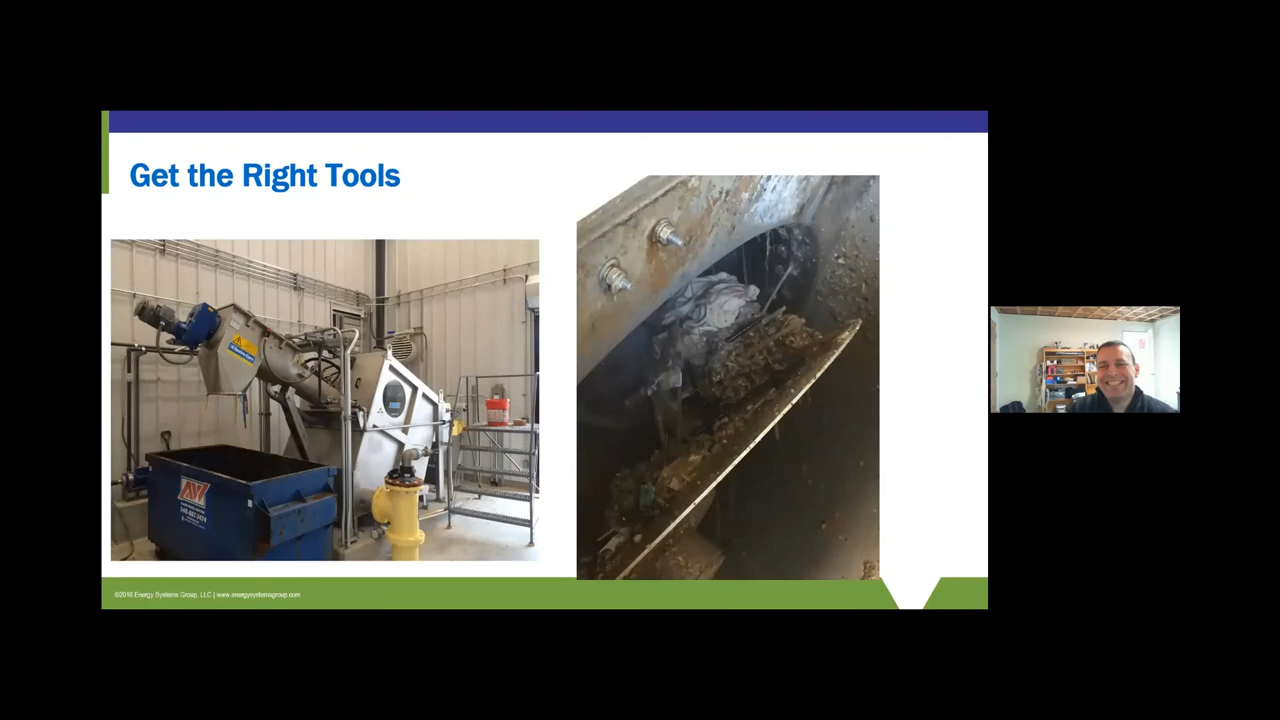 Get the Right Tools
AW
©2016 Energy Systems Group, LLC | www.energysystemsgroup.com